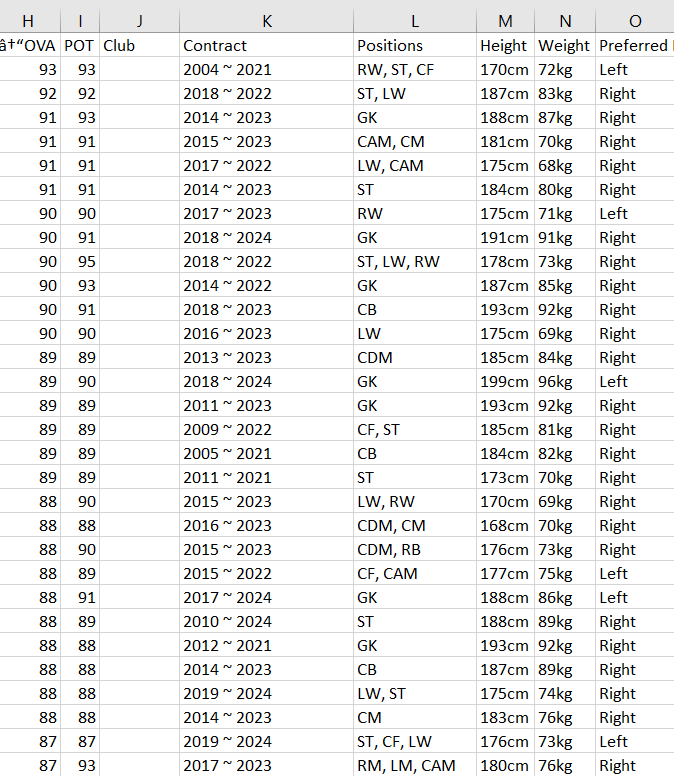 H I J K L M N O
â†“OVA POT Club Contract Positions Height Weight Preferred
93 93 2004 ~ 2021 RW, ST, CF 170cm 72kg Left
92 92 2018 ~ 2022 ST, LW 187cm 83kg Right
91 93 2014 ~ 2023 GK 188cm 87kg Right
91 91 2015 ~ 2023 CAM, CM 181cm 70kg Right
91 91 2017 ~ 2022 LW, CAM 175cm 68kg Right
91 91 2014 ~ 2023 ST 184cm 80kg Right
90 90 2017 ~ 2023 RW 175cm 71kg Left
90 91 2018 ~ 2024 GK 191cm 91kg Right
90 95 2018 ~ 2022 ST, LW, RW 178cm 73kg Right
90 93 2014 ~ 2022 GK 187cm 85kg Right
90 91 2018 ~ 2023 CB 193cm 92kg Right
90 90 2016 ~ 2023 LW 175cm 69kg Right
89 89 2013 ~ 2023 CDM 185cm 84kg Right
89 90 2018 ~ 2024 GK 199cm 96kg Left
89 89 2011 ~ 2023 GK 193cm 92kg Right
89 89 2009 ~ 2022 CF, ST 185cm 81kg Right
89 89 2005 ~ 2021 CB 184cm 82kg Right
89 89 2011 ~ 2021 ST 173cm 70kg Right
88 90 2015 ~ 2023 LW, RW 170cm 69kg Right
88 88 2016 ~ 2023 CDM, CM 168cm 70kg Right
88 90 2015 ~ 2023 CDM, RB 176cm 73kg Right
88 89 2015 ~ 2022 CF, CAM 177cm 75kg Left
88 91 2017 ~ 2024 GK 188cm 86kg Left
88 89 2010 ~ 2024 ST 188cm 89kg Right
88 88 2012 ~ 2021 GK 193cm 92kg Right
88 88 2014 ~ 2023 CB 187cm 89kg Right
88 88 2019 ~ 2024 LW, ST 175cm 74kg Right
88 88 2014 ~ 2023 CM 183cm 76kg Right
87 87 2019 ~ 2024 ST, CF, LW 176cm 73kg Left
87 93 2017 ~ 2023 RM, LM, CAM 180cm 76kg Right